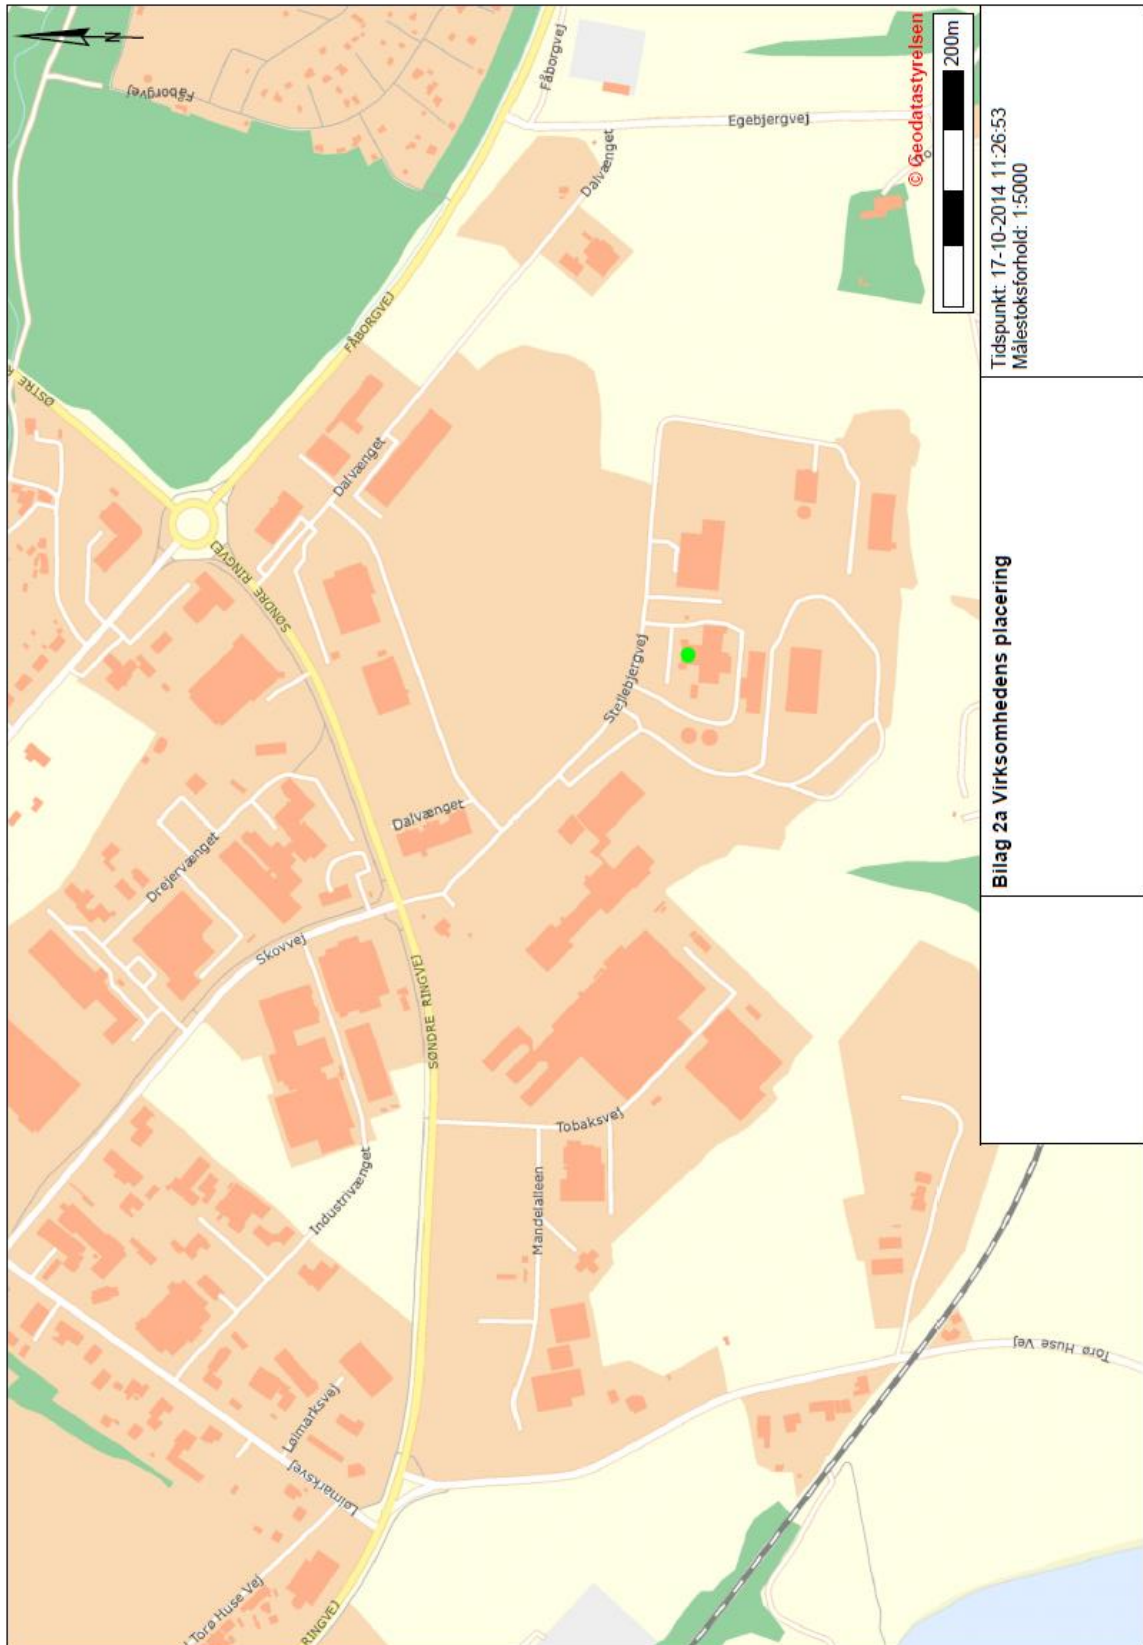 N
ØSTRE R
Fåborgvej
Drejervænget
Torø Huse Vej
SØNDRE RINGVEJ
Skovvej
Løimarksvej
Løimarksvej
RINGVEJ
Industrivænget
Dalvænget
FÅBORGVEJ
SØNDRE RINGVEJ
Dalvænget
Mandelalleen
Fåborgvej
Tobaksvej
Dalvænget
Stejlebjergvej
Egebjergvej
© Geodatastyrelsen
200m
Torø Huse Vej
Bilag 2a Virksomhedens placering
Tidspunkt: 17-10-2014 11:26:53
Målestoksforhold: 1:5000